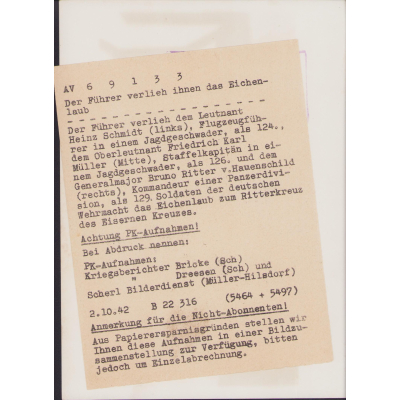 AV 6 9 1 3 3
Der Führer verlieh ihnen das Eichen-
laub
- - - - - - - - - - - - - - - - -
Der Führer verlieh dem Leutnant
Heinz Schmidt (links), Flugzeugfüh-
rer in einem Jagdgeschwader, als 124.,
dem Oberleutnant Friedrich Karl
Müller (Mitte), Staffelkapitän in ei-
nem Jagdgeschwader, als 126. und dem
Generalmajor Bruno Ritter v.Hauenschild
(rechts), Kommandeur einer Panzerdivi-
sion, als 129. Soldaten der deutschen
Wehrmacht das Eichenlaub zum Ritterkreuz
des Eisernen Kreuzes.
Achtung PK-Aufnahmen!
Bei Abdruck nennen:
PK-Aufnahmen:
Kriegsberichter Bricke (Sch)
" Dreesen (Sch) und
Scherl Bilderdienst (Müller-Hilsdorf)
2.10.42 B 22 316 (5464 + 5497)
Anmerkung für die Nicht-Abonnenten!
Aus Papierersparnisgründen stellen wir
Ihnen diese Aufnahmen in einer Bildzu-
sammenstellung zur Verfügung, bitten
jedoch um Einzelabrechnung.